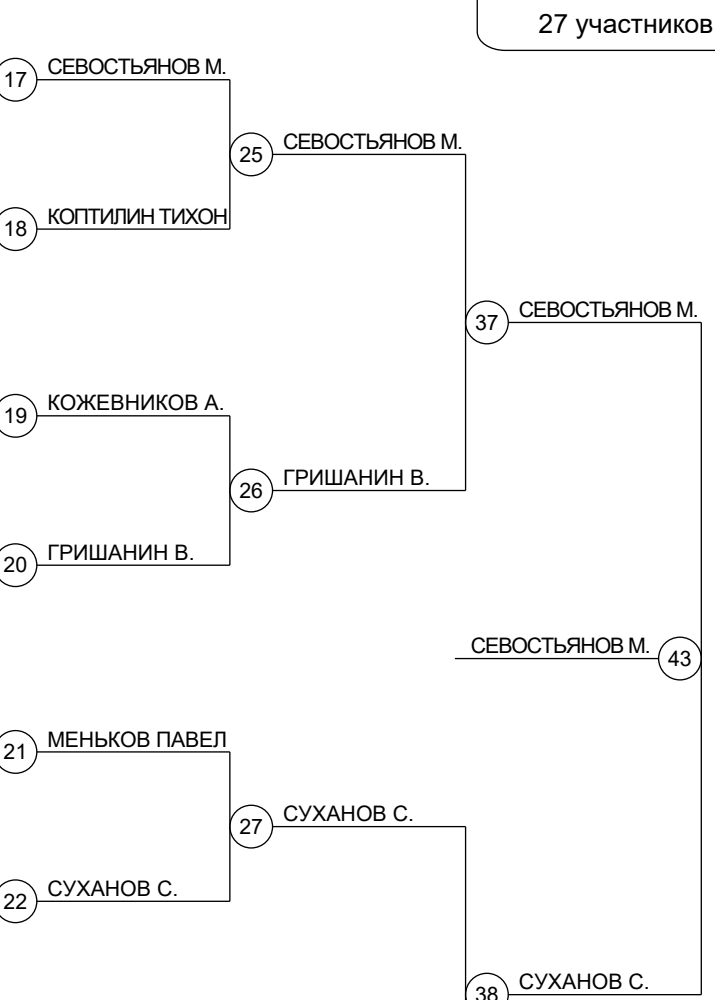 27 участников
17 СЕВОСТЬЯНОВ М.
25 СЕВОСТЬЯНОВ М.
18 КОПТИЛИН ТИХОН
37 СЕВОСТЬЯНОВ М.
19 КОЖЕВНИКОВ А.
26 ГРИШАНИН В.
20 ГРИШАНИН В.
СЕВОСТЬЯНОВ М. 43
21 МЕНЬКОВ ПАВЕЛ
27 СУХАНОВ С.
22 СУХАНОВ С.
38 СУХАНОВ С.